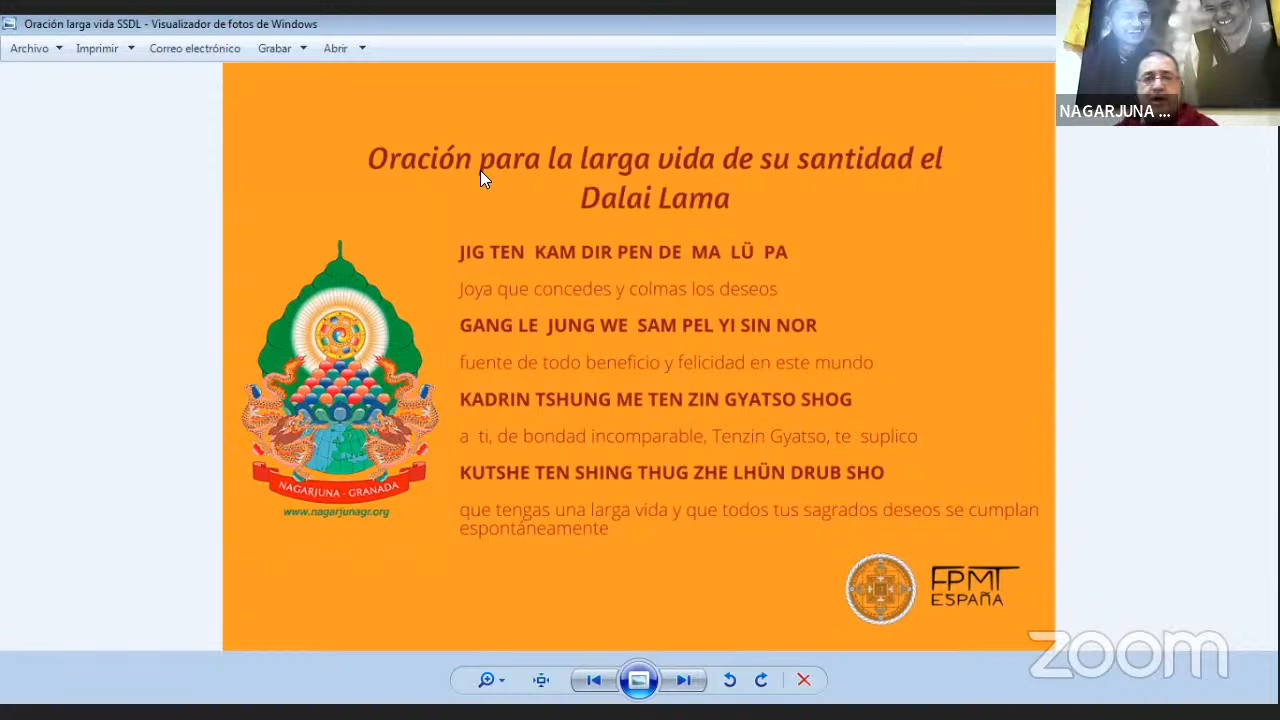 Oración larga vida SSDL - Visualizador de fotos de Windows
Archivo Imprimir Correo electrónico Grabar Abrir
NAGARJUNA ...
Oración para la larga vida de su santidad el
Dalai Lama
JIG TEN KAM DIR PEN DE MA LÜ PA
Joya que concedes y colmas los deseos
GANG LE JUNG WE SAM PEL YI SIN NOR
fuente de todo beneficio y felicidad en este mundo
KADRIN TSHUNG ME TEN ZIN GYATSO SHOG
a ti, de bondad incomparable, Tenzin Gyatso, te suplico
KUTSHE TEN SHING THUG ZHE LHÜN DRUB SHO
que tengas una larga vida y que todos tus sagrados deseos se cumplan
espontáneamente
NAGARJUNA - GRANADA
www.nagarjunagr.org
FPMT
ESPAÑA
zoom